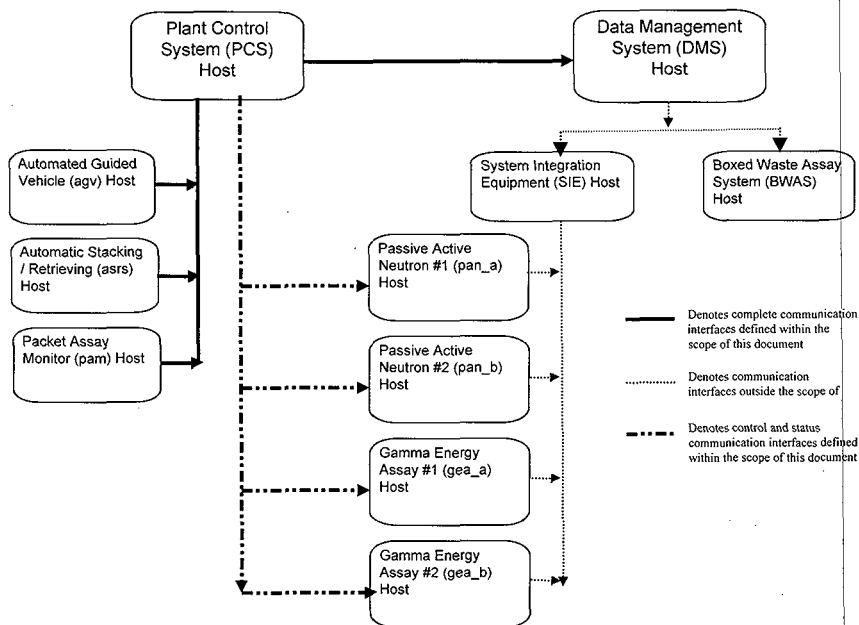 Plant Control
System (PCS)
Host
Data Management
System (DMS)
Host
Automated Guided
Vehicle (agv) Host
System Integration
Equipment (SIE) Host
Boxed Waste Assay
System (BWAS)
Host
Automatic Stacking
/ Retrieving (asrs)
Host
Passive Active
Neutron #1 (pan_a)
Host
Packet Assay
Monitor (pam) Host
Passive Active
Neutron #2 (pan_b)
Host
Gamma Energy
Assay #1 (gea_a)
Host
Gamma Energy
Assay #2 (gea_b)
Host
Denotes complete communication
interfaces defined within the
scope of this document
Denotes communication
interfaces outside the scope of
Denotes control and status
communication interfaces defined
within the scope of this document